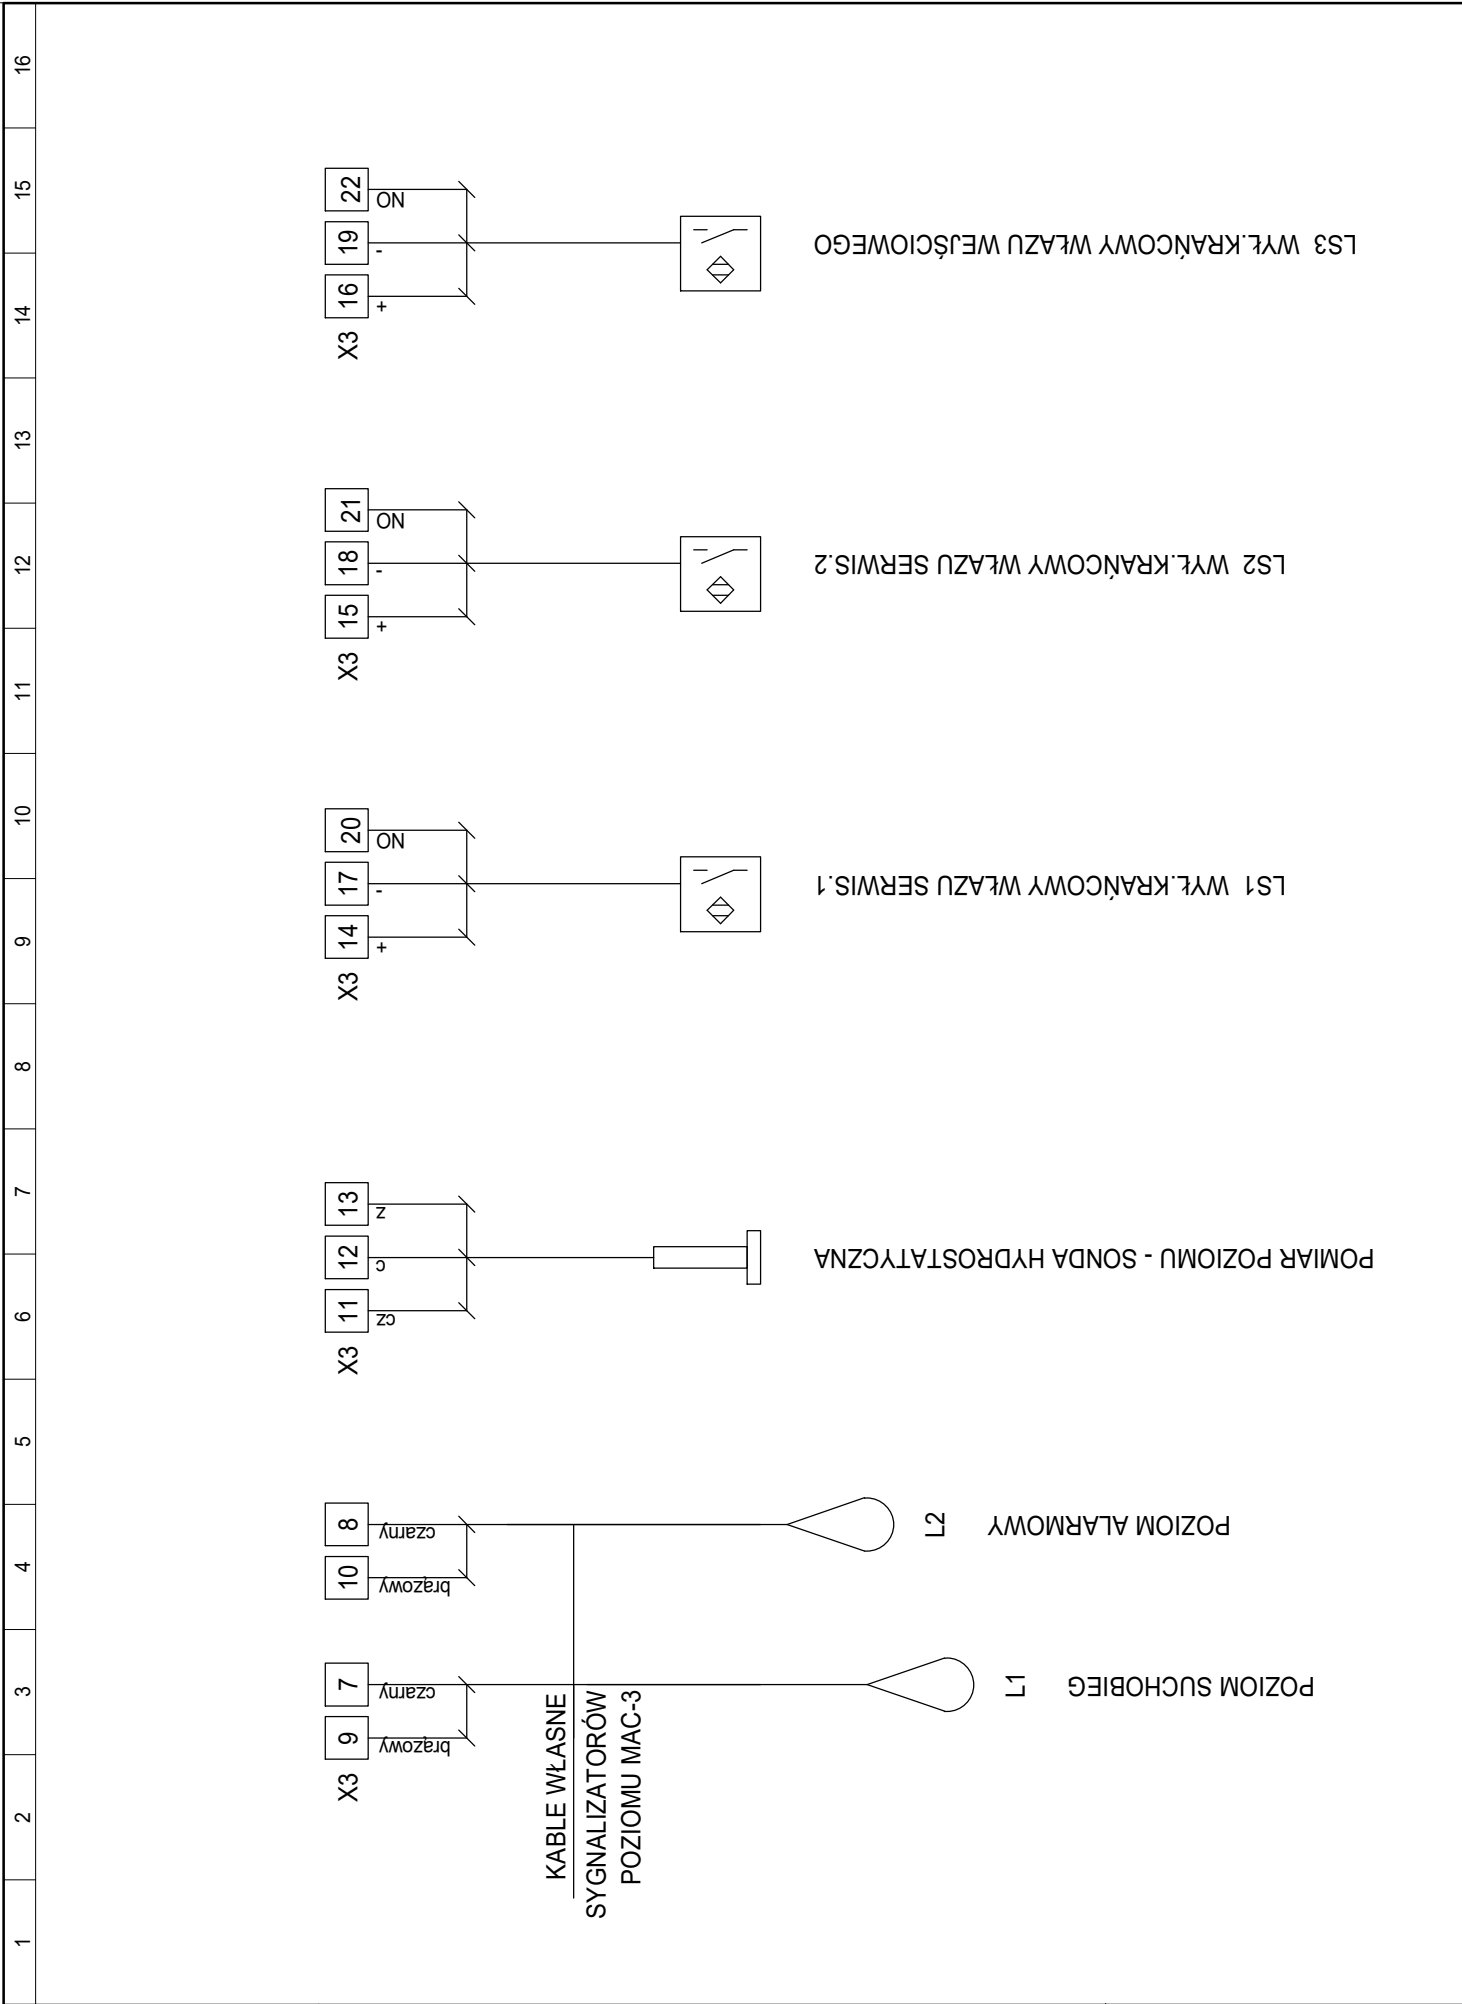 1
2
3
4
5
6
7
8
9
10
11
12
13
14
15
16
X3
9
7
10
8
brązowy
czarny
brązowy
czarny
KABLE WŁASNE
SYGNALIZATORÓW
POZIOMU MAC-3
L1
POZIOM SUCHOBIEG
L2
POZIOM ALARMOWY
X3
11
12
13
cz
c
z
POMIAR POZIOMU - SONDA HYDROSTATYCZNA
X3
14
17
20
+
-
NO
LS1 WYŁ.KRAŃCOWY WŁAZU SERWIS.1
X3
15
18
21
+
-
NO
LS2 WYŁ.KRAŃCOWY WŁAZU SERWIS.2
X3
16
19
22
+
-
NO
LS3 WYŁ.KRAŃCOWY WŁAZU WEJŚCIOWEGO